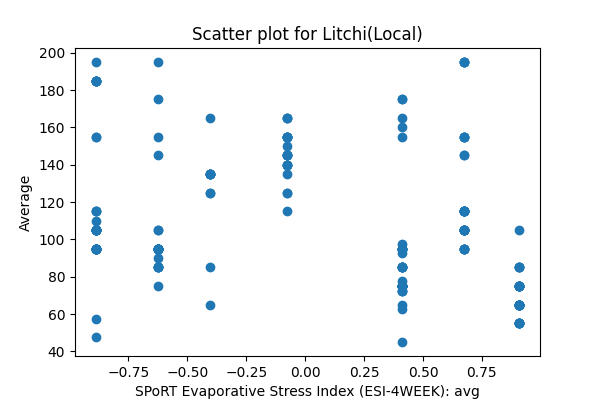 Scatter plot for Litchi(Local)
200
180
160
140
120
100
80
60
40
Average
−0.75 −0.50 −0.25 0.00 0.25 0.50 0.75
SPoRT Evaporative Stress Index (ESI-4WEEK): avg